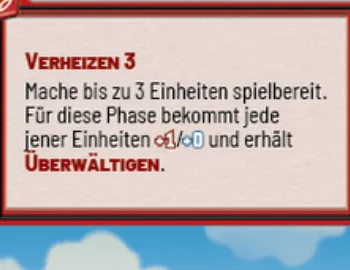 VERHEIZEN 3
Mache bis zu 3 Einheiten spielbereit.
Für diese Phase bekommt jede
jener Einheiten +1/+0 und erhält
ÜBERWÄLTIGEN.